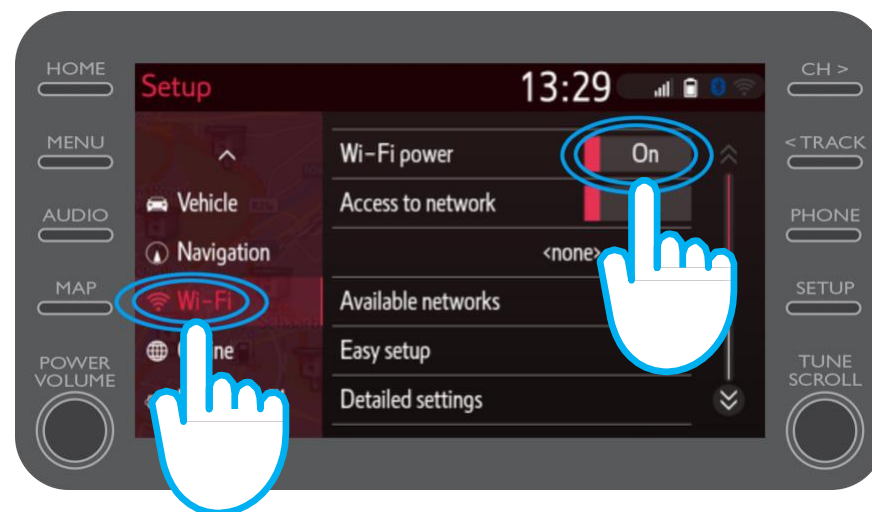 HOME
MENU
AUDIO
MAP
POWER
VOLUME
Setup
13:29
Vehicle
Navigation
Wi-Fi
Wi-Fi power
On
Access to network
<none>
Available networks
Easy setup
Detailed settings
CH >
< TRACK
PHONE
SETUP
TUNE
SCROLL